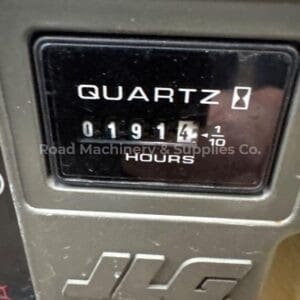 QUARTZ
01914 1/10
HOURS
Road Machinery & Supplies Co.
JLG